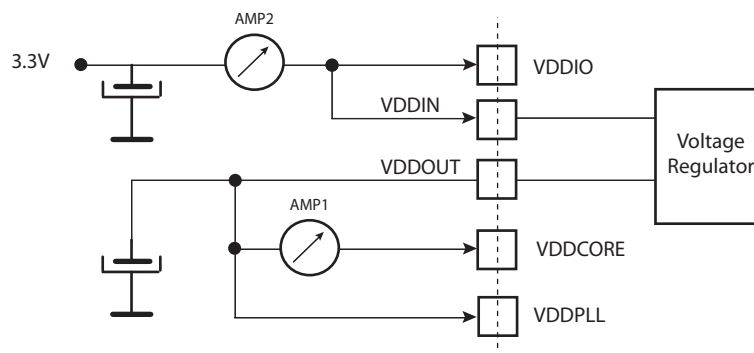 AMP2
3.3V
VDDIO
VDDIN
Voltage
Regulator
VDDOUT
AMP1
VDDCORE
VDDPLL